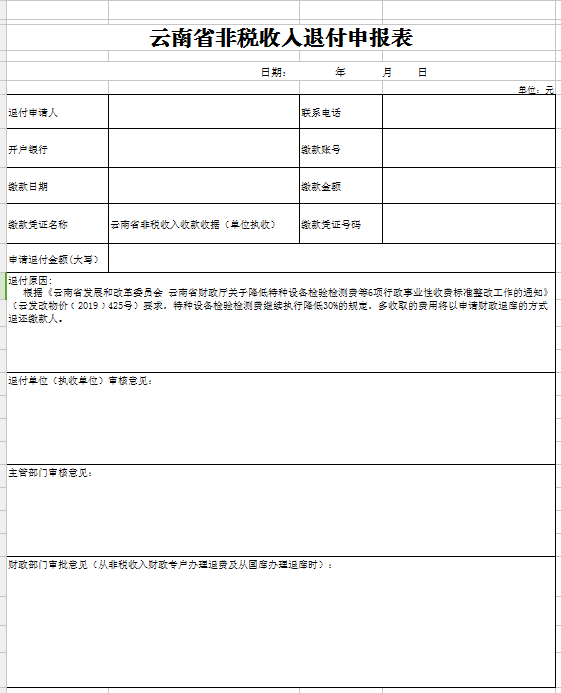 云南省非税收入退付申报表
日期： 年 月 日
单位：元
退付申请人 联系电话
开户银行 缴款账号
缴款日期 缴款金额
缴款凭证名称 云南省非税收入收款收据（单位执收） 缴款凭证号码
申请退付金额(大写)
退付原因:
根据《云南省发展和改革委员会 云南省财政厅关于降低特种设备检验检测费等6项行政事业性收费标准整改工作的通知》
（云发改物价﹝2019﹞425号）要求，特种设备检验检测费继续执行降低30%的规定，多收取的费用将以申请财政退库的方式
退还缴款人。
退付单位（执收单位）审核意见：
主管部门审核意见：
财政部门审批意见（从非税收入财政专户办理退费及从国库办理退库时）：